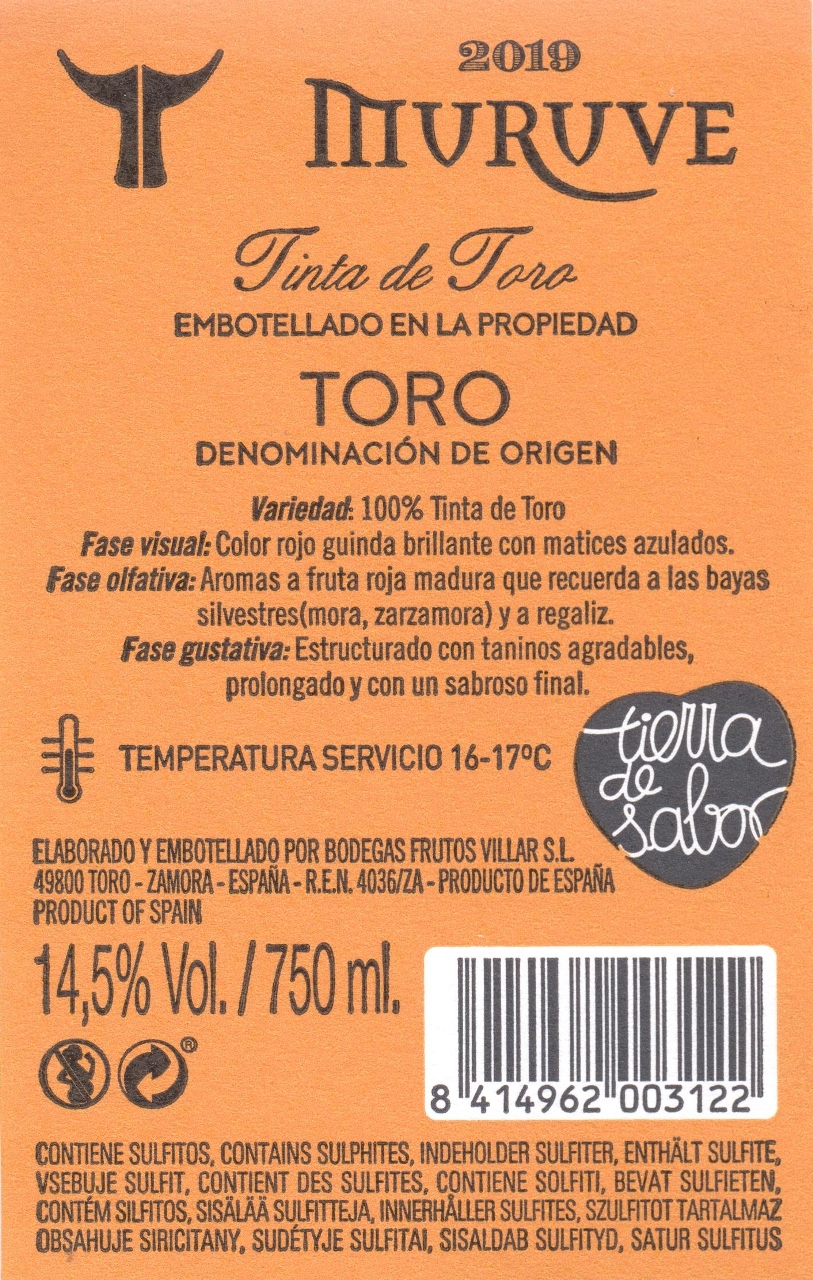 2019
MURUVE
Tinta de Toro
EMBOTELLADO EN LA PROPIEDAD
TORO
DENOMINACIÓN DE ORIGEN
Variedad: 100% Tinta de Toro
Fase visual: Color rojo guinda brillante con matices azulados.
Fase olfativa: Aromas a fruta roja madura que recuerda a las bayas
silvestres(mora, zarzamora) y a regaliz.
Fase gustativa: Estructurado con taninos agradables,
prolongado y con un sabroso final.
TEMPERATURA SERVICIO 16-17ºC
tierra
de
sabor
ELABORADO Y EMBOTELLADO POR BODEGAS FRUTOS VILLAR S.L.
49800 TORO - ZAMORA - ESPAÑA - R.E.N. 4036/ZA - PRODUCTO DE ESPAÑA
PRODUCT OF SPAIN
14,5% Vol. / 750 ml.
®
8 414962 003122
CONTIENE SULFITOS, CONTAINS SULPHITES, INDEHOLDER SULFITER, ENTHÄLT SULFITE,
VSEBUJE SULFIT, CONTIENT DES SULFITES, CONTIENE SOLFITI, BEVAT SULFIETEN,
CONTÉM SILFITOS, SISÄLÄÄ SULFITTEJA, INNERHÅLLER SULFITES, SZULFITOT TARTALMAZ
OBSAHUJE SIRICITANY, SUDÉTYJE SULFITAI, SISALDAB SULFITYD, SATUR SULFITUS